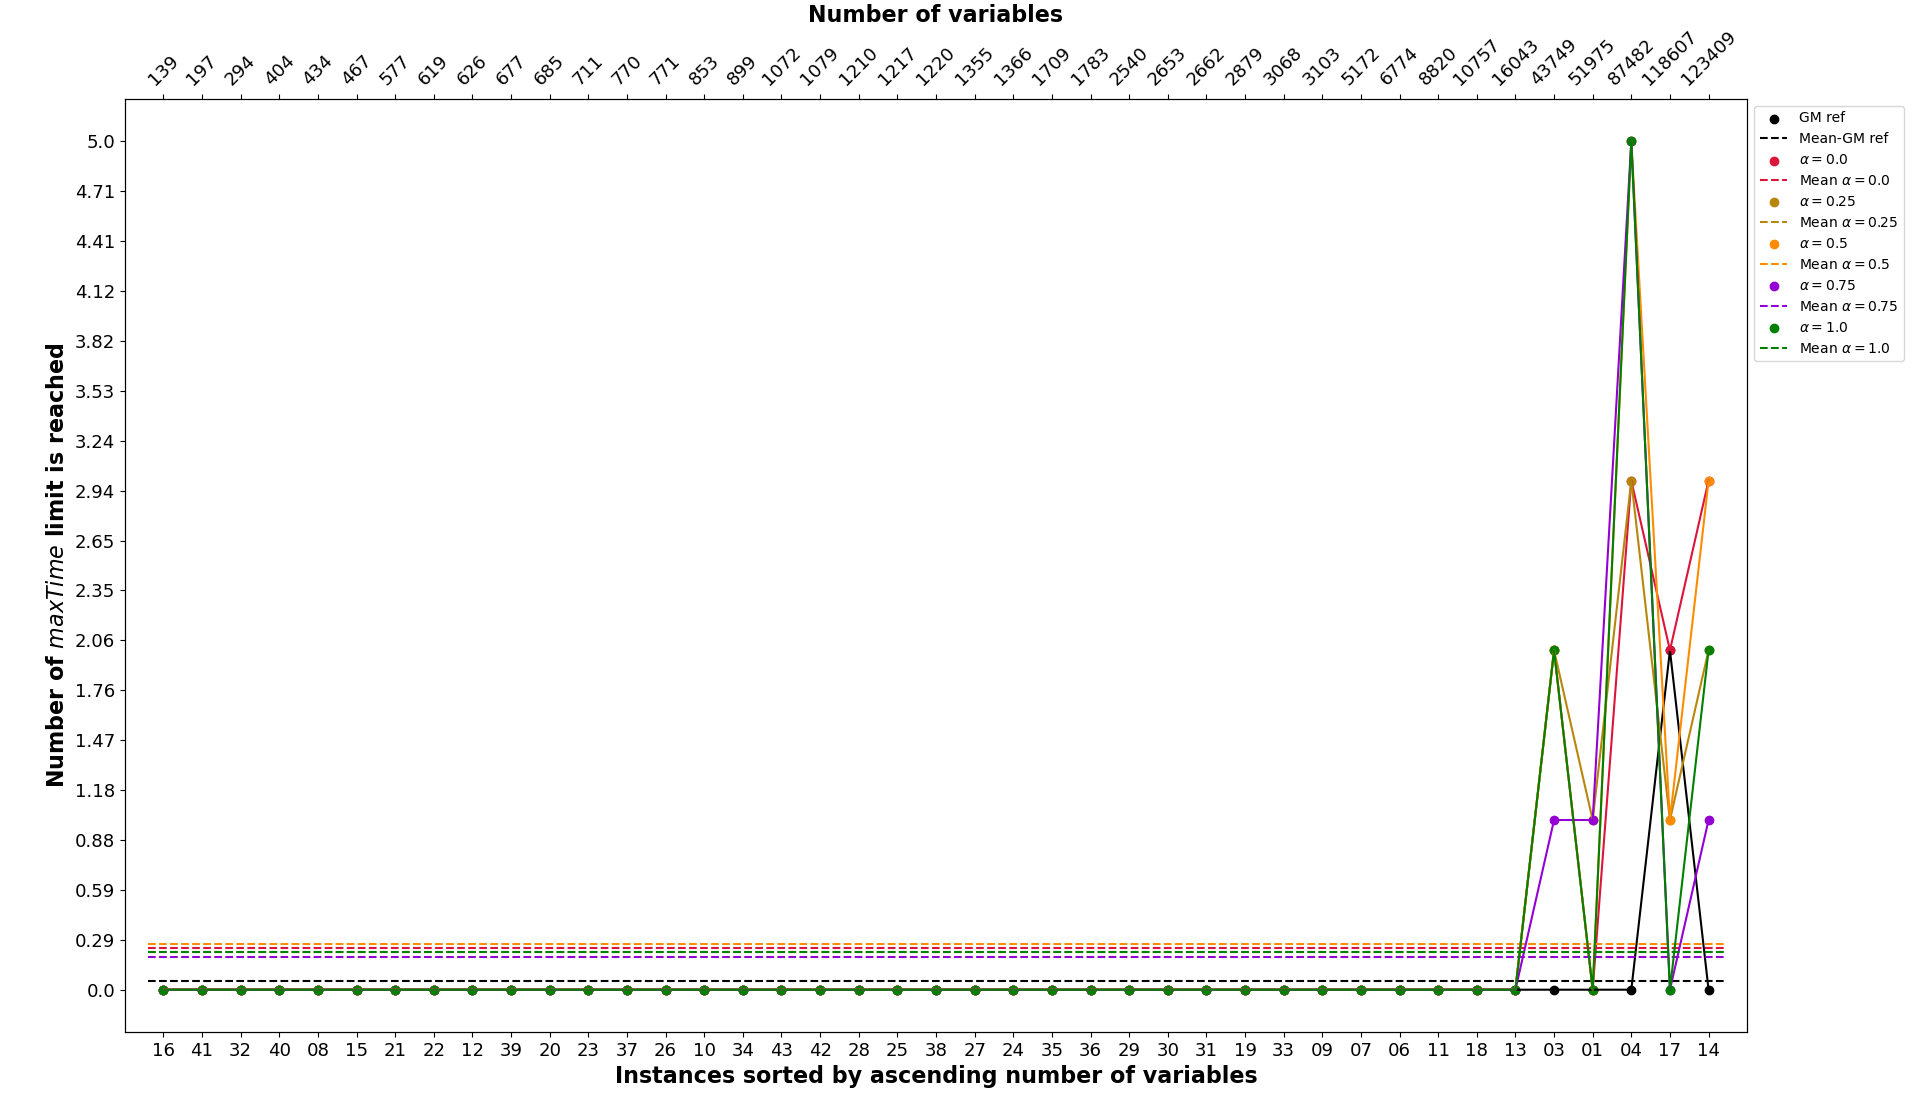 Number of variables
139 197 294 404 434 467 577 619 626 677 685 711 770 771 853 899 1072 1079 1210 1217 1220 1355 1366 1709 1783 2540 2653 2662 2879 3068 3103 5172 6774 8820 10757 16043 43749 51975 87482 118607 123409
5.0
4.71
4.41
4.12
3.82
3.53
3.24
2.94
2.65
2.35
2.06
1.76
1.47
1.18
0.88
0.59
0.29
0.0
Number of maxTime limit is reached
GM ref
Mean-GM ref
α = 0.0
Mean α = 0.0
α = 0.25
Mean α = 0.25
α = 0.5
Mean α = 0.5
α = 0.75
Mean α = 0.75
α = 1.0
Mean α = 1.0
16 41 32 40 08 15 21 22 12 39 20 23 37 26 10 34 43 42 28 25 38 27 24 35 36 29 30 31 19 33 09 07 06 11 18 13 03 01 04 17 14
Instances sorted by ascending number of variables